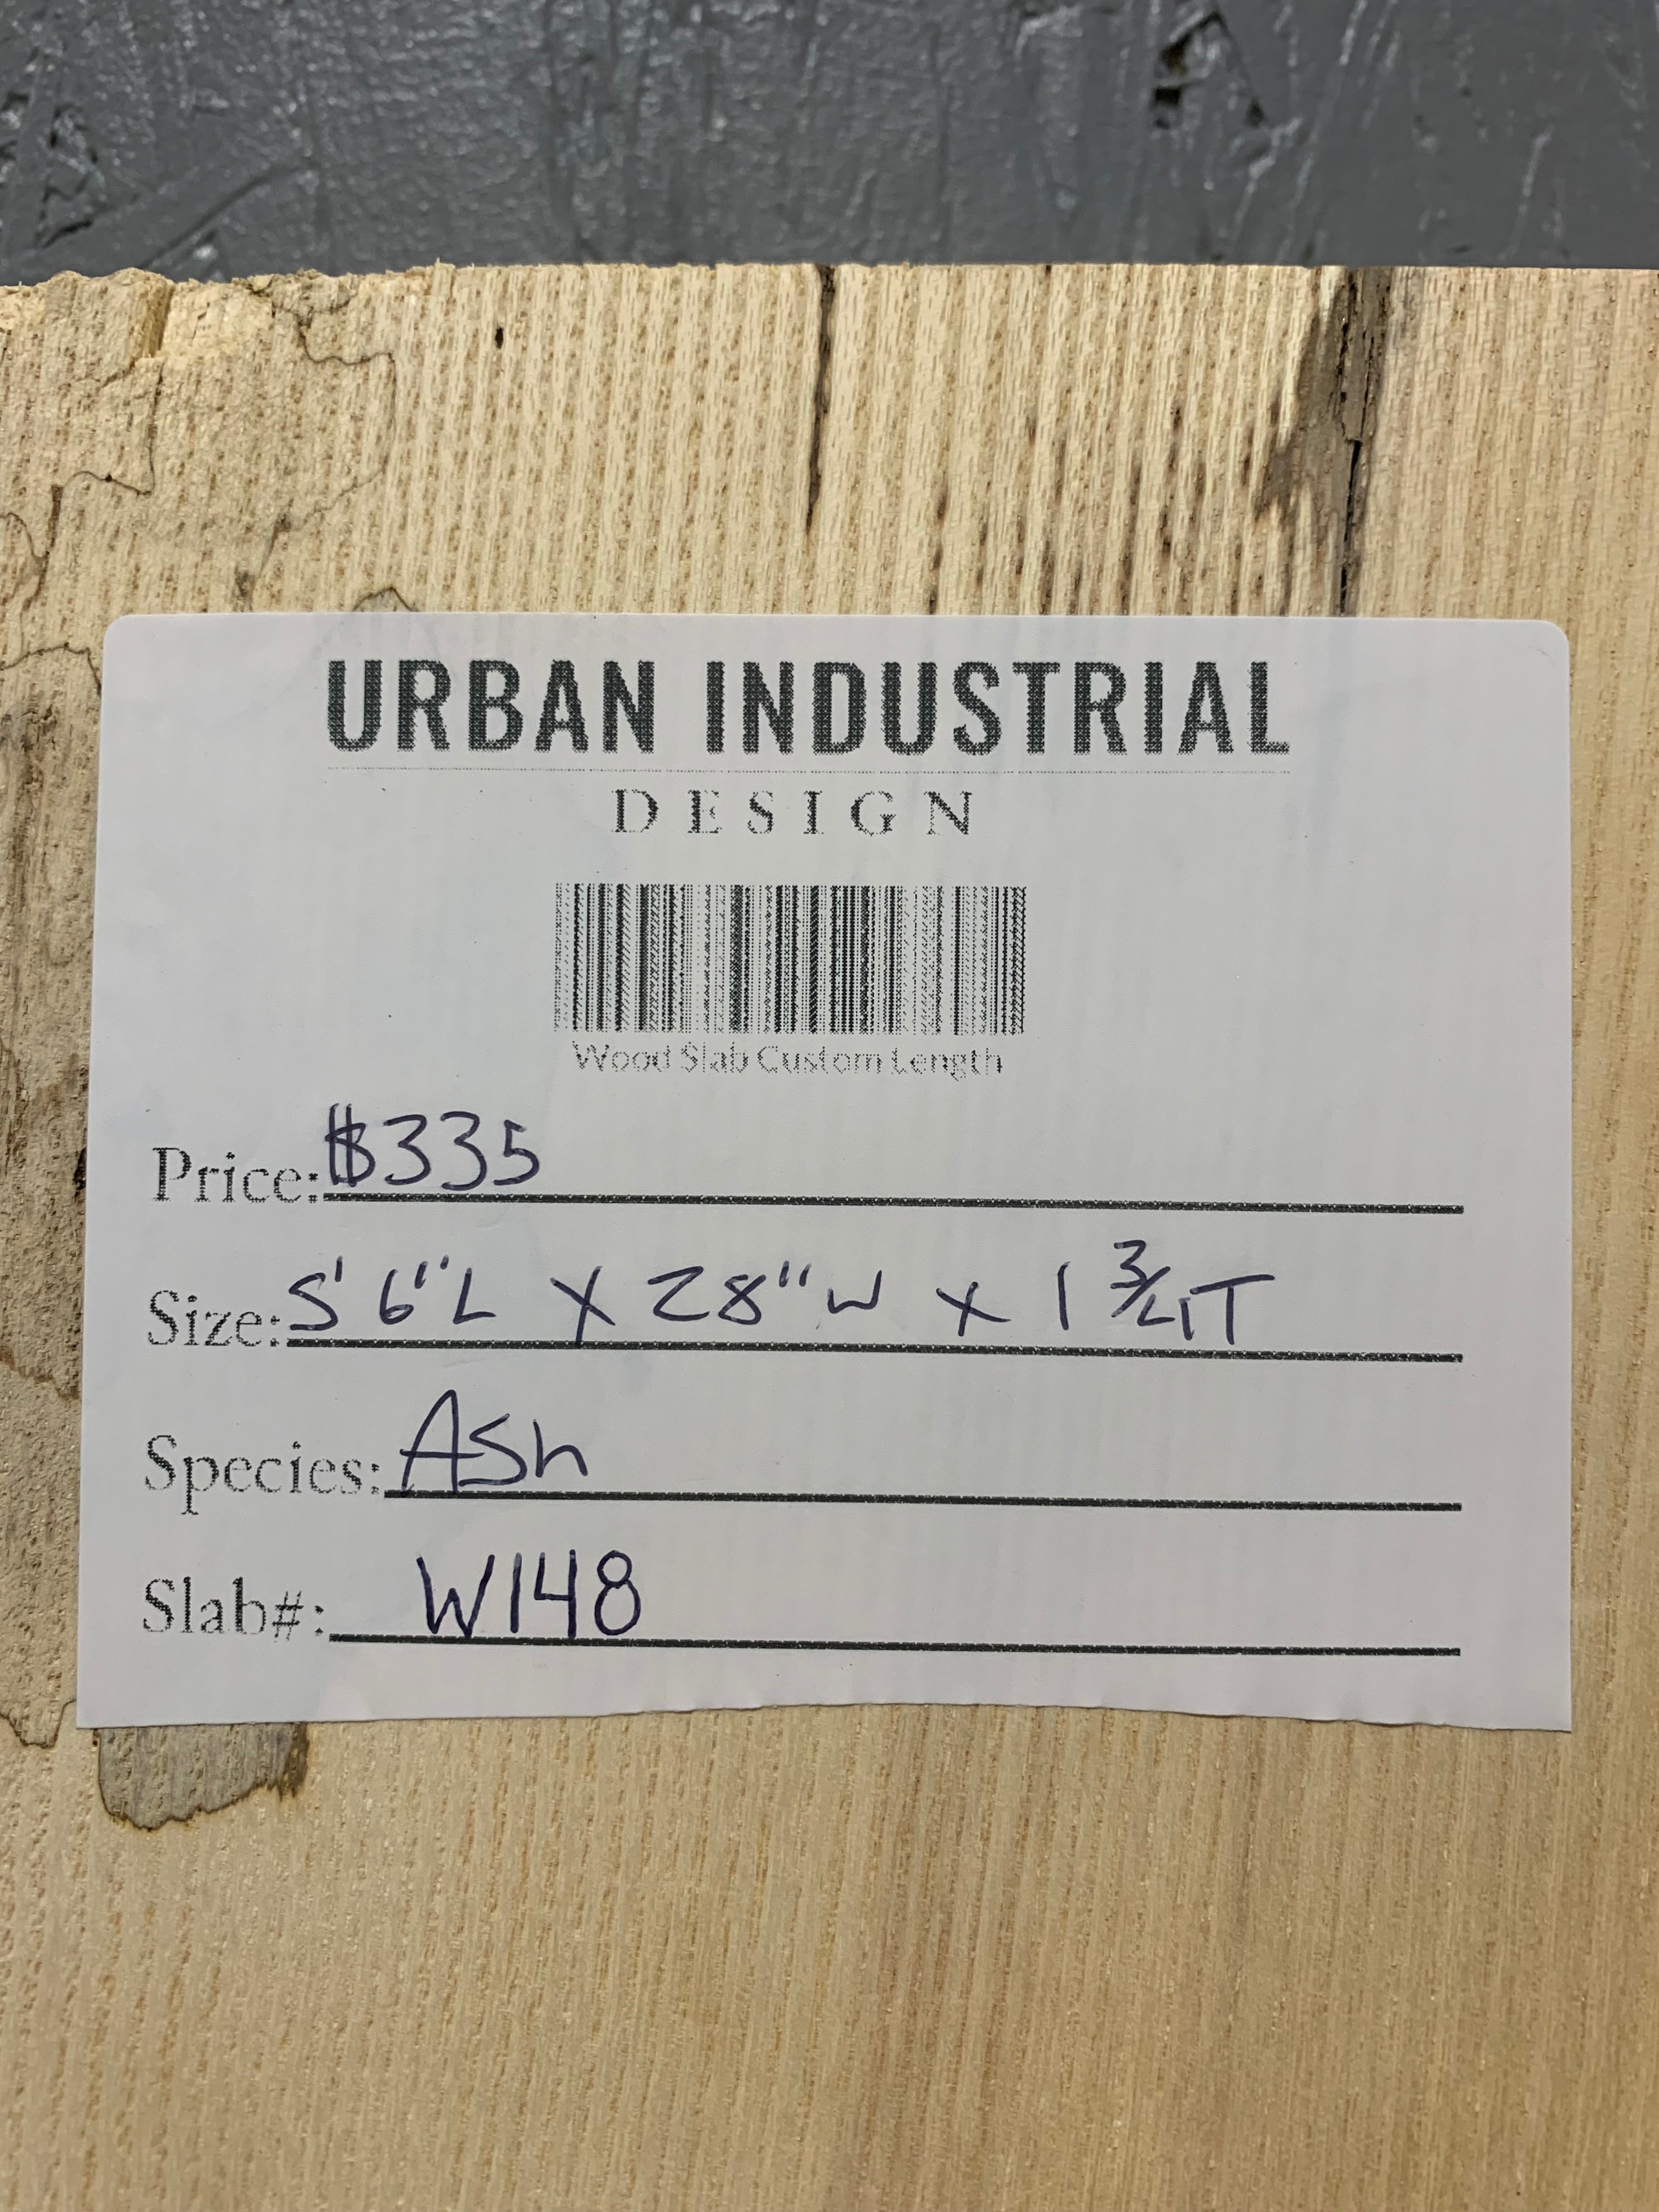 URBAN INDUSTRIAL
DESIGN
Wood Slab Custom Length
Price: $335
Size: 5' 6"L X 28"W x 1 3/4T
Species: Ash
Slab#: W148